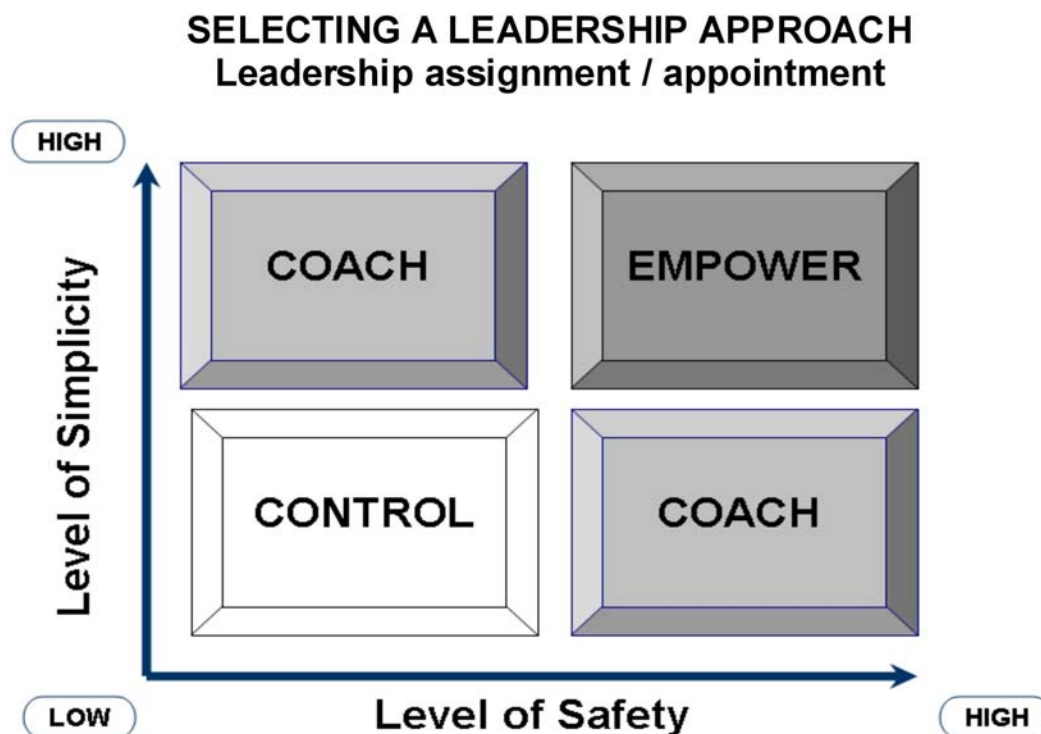 SELECTING A LEADERSHIP APPROACH
Leadership assignment / appointment
HIGH
Level of Simplicity
COACH
EMPOWER
CONTROL
COACH
LOW
Level of Safety
HIGH